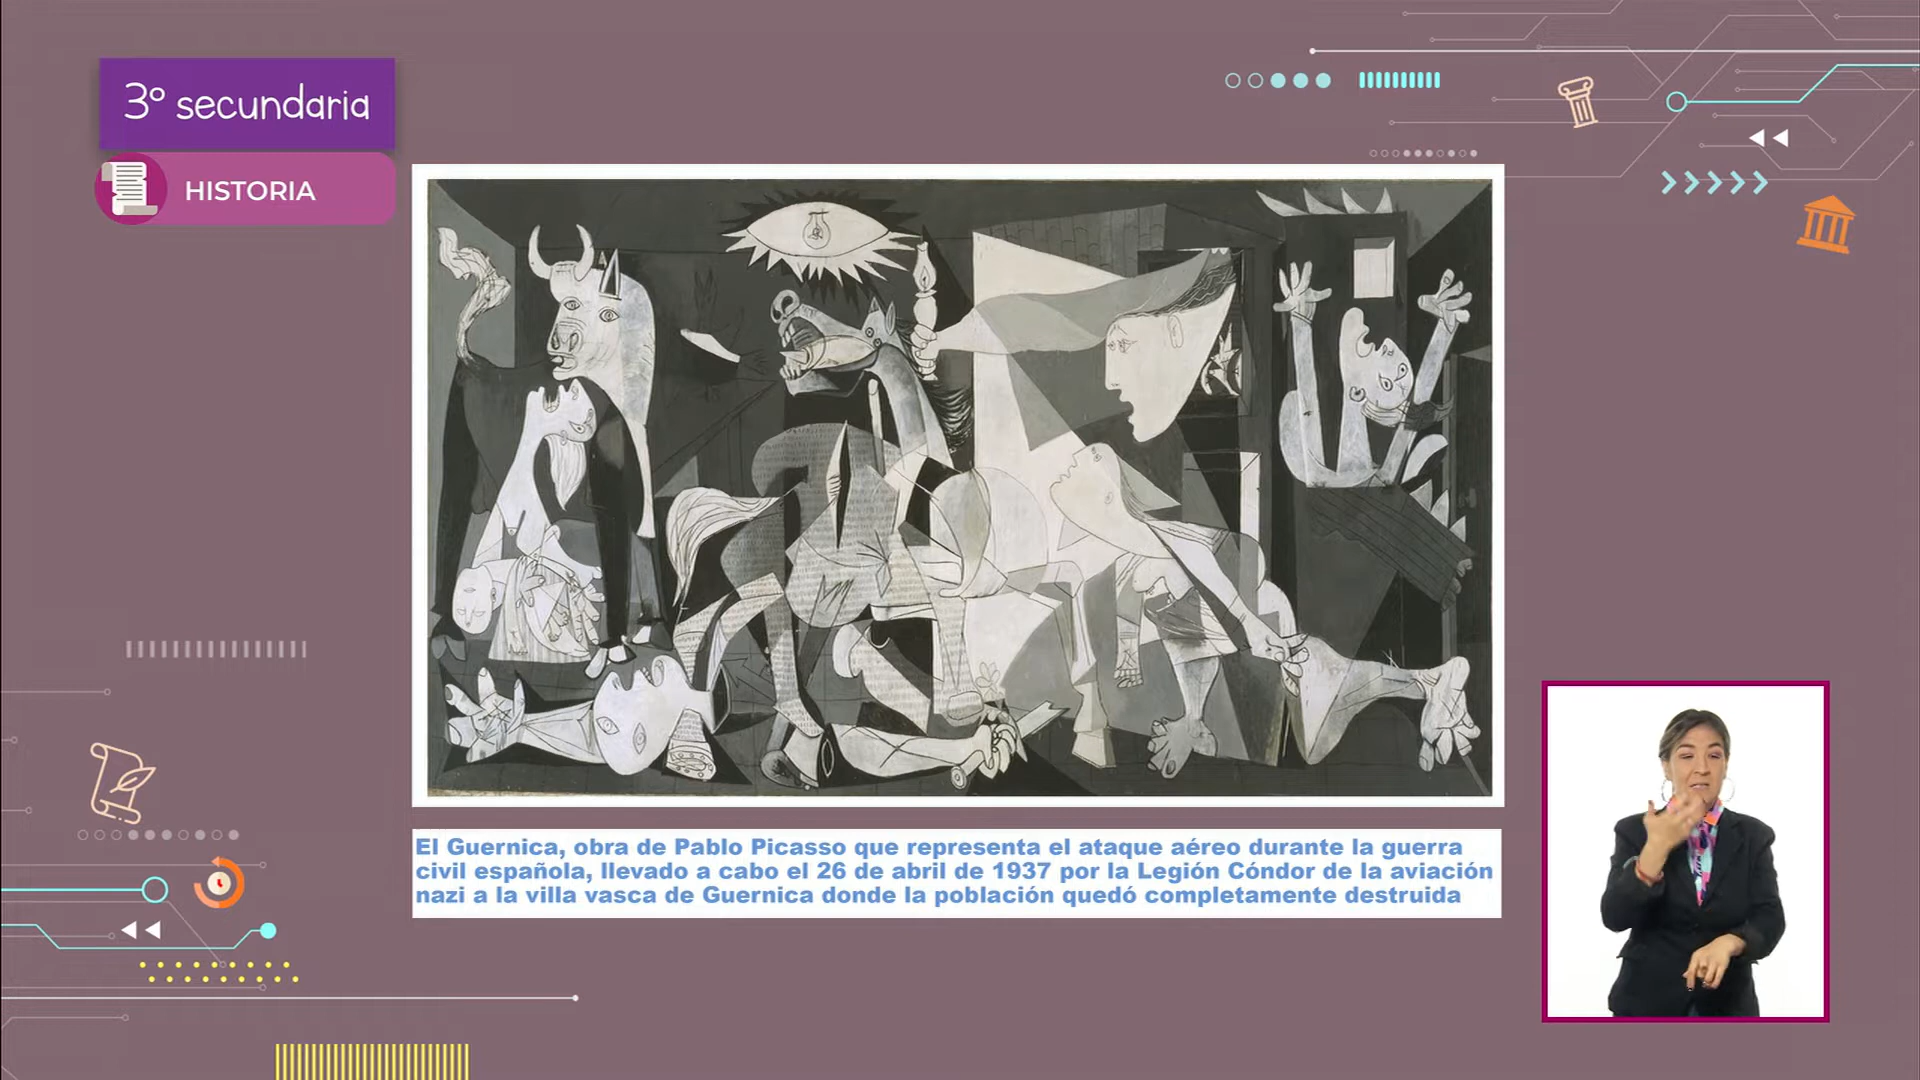 3° secundaria
HISTORIA
El Guernica, obra de Pablo Picasso que representa el ataque aéreo durante la guerra
civil española, llevado a cabo el 26 de abril de 1937 por la Legión Cóndor de la aviación
nazi a la villa vasca de Guernica donde la población quedó completamente destruida